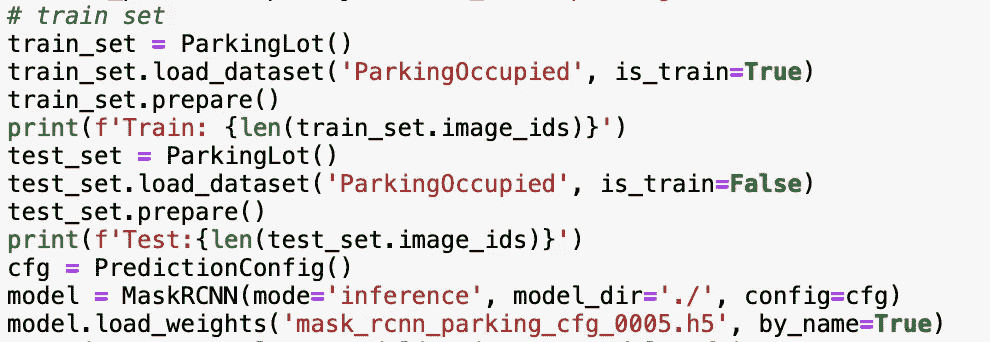 # train set
train_set = ParkingLot()
train_set.load_dataset('ParkingOccupied', is_train=True)
train_set.prepare()
print(f'Train: {len(train_set.image_ids)}')
test_set = ParkingLot()
test_set.load_dataset('ParkingOccupied', is_train=False)
test_set.prepare()
print(f'Test:{len(test_set.image_ids)}')
cfg = PredictionConfig()
model = MaskRCNN(mode='inference', model_dir='./', config=cfg)
model.load_weights('mask_rcnn_parking_cfg_0005.h5', by_name=True)